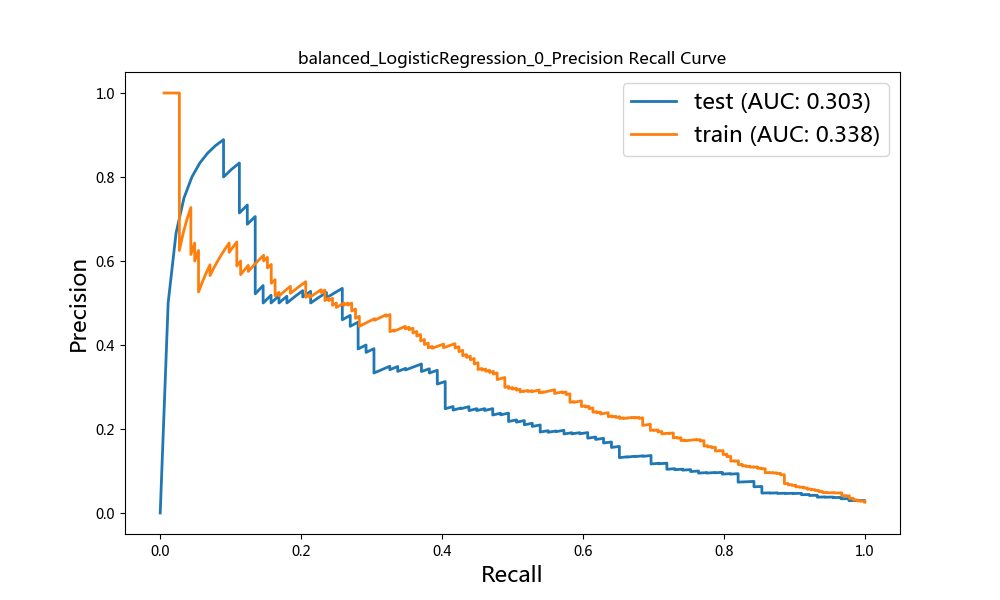 balanced_LogisticRegression_0_Precision Recall Curve
test (AUC: 0.303)
train (AUC: 0.338)
1.0
0.8
0.6
0.4
0.2
0.0
Precision
0.0 0.2 0.4 0.6 0.8 1.0
Recall